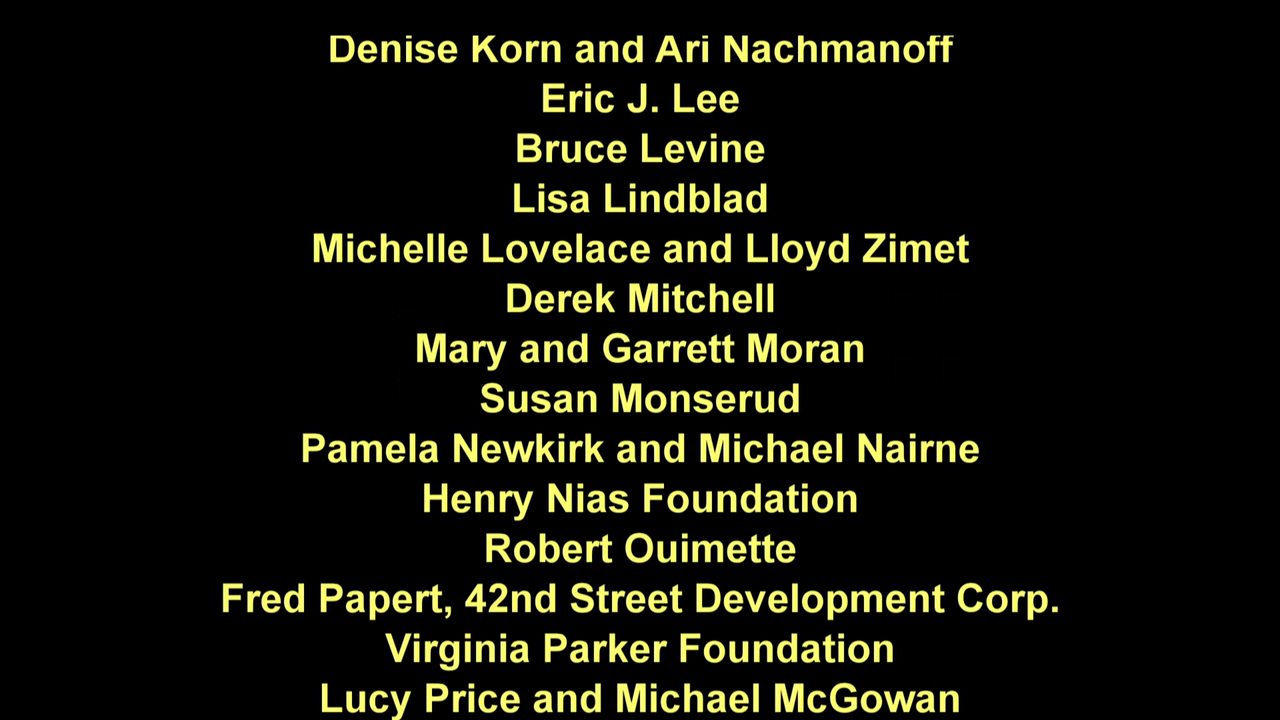 Denise Korn and Ari Nachmanoff
Eric J. Lee
Bruce Levine
Lisa Lindblad
Michelle Lovelace and Lloyd Zimet
Derek Mitchell
Mary and Garrett Moran
Susan Monserud
Pamela Newkirk and Michael Nairne
Henry Nias Foundation
Robert Ouimette
Fred Papert, 42nd Street Development Corp.
Virginia Parker Foundation
Lucy Price and Michael McGowan